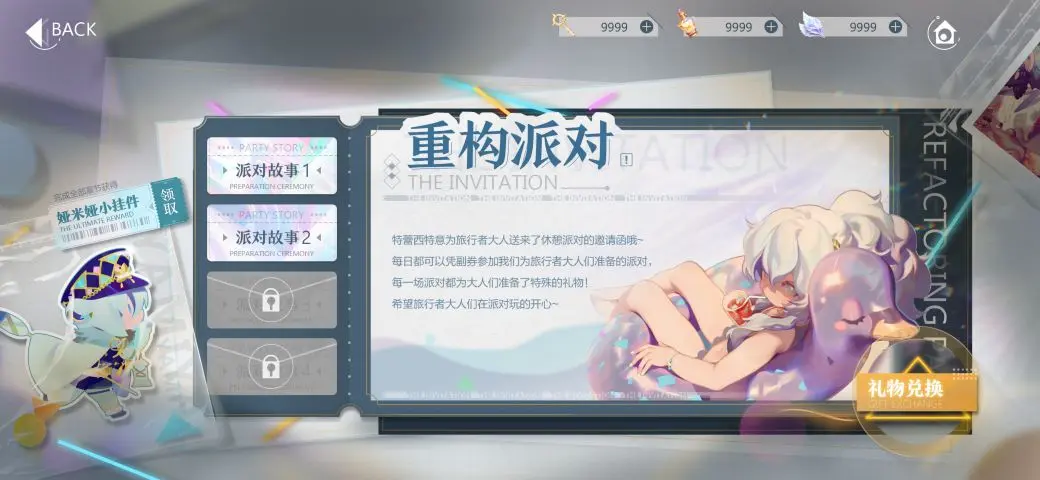 BACK
9999
9999
9999
PARTY STORY
派对故事1
PREPARATION CEREMONY
PARTY STORY
派对故事2
PREPARATION CEREMONY
重构派对
THE INVITATION
特蕾西特意为旅行者大人送来了休憩派对的邀请函哦~
每日都可以凭副券参加我们为旅行者大人们准备的派对，
每一场派对都为大人们准备了特殊的礼物！
希望旅行者大人们在派对玩的开心~
完成全部章节获得
娅米娅小挂件
THE ULTIMATE REWARD
领取
REFACTORING
礼物兑换
GIFT EXCHANGE